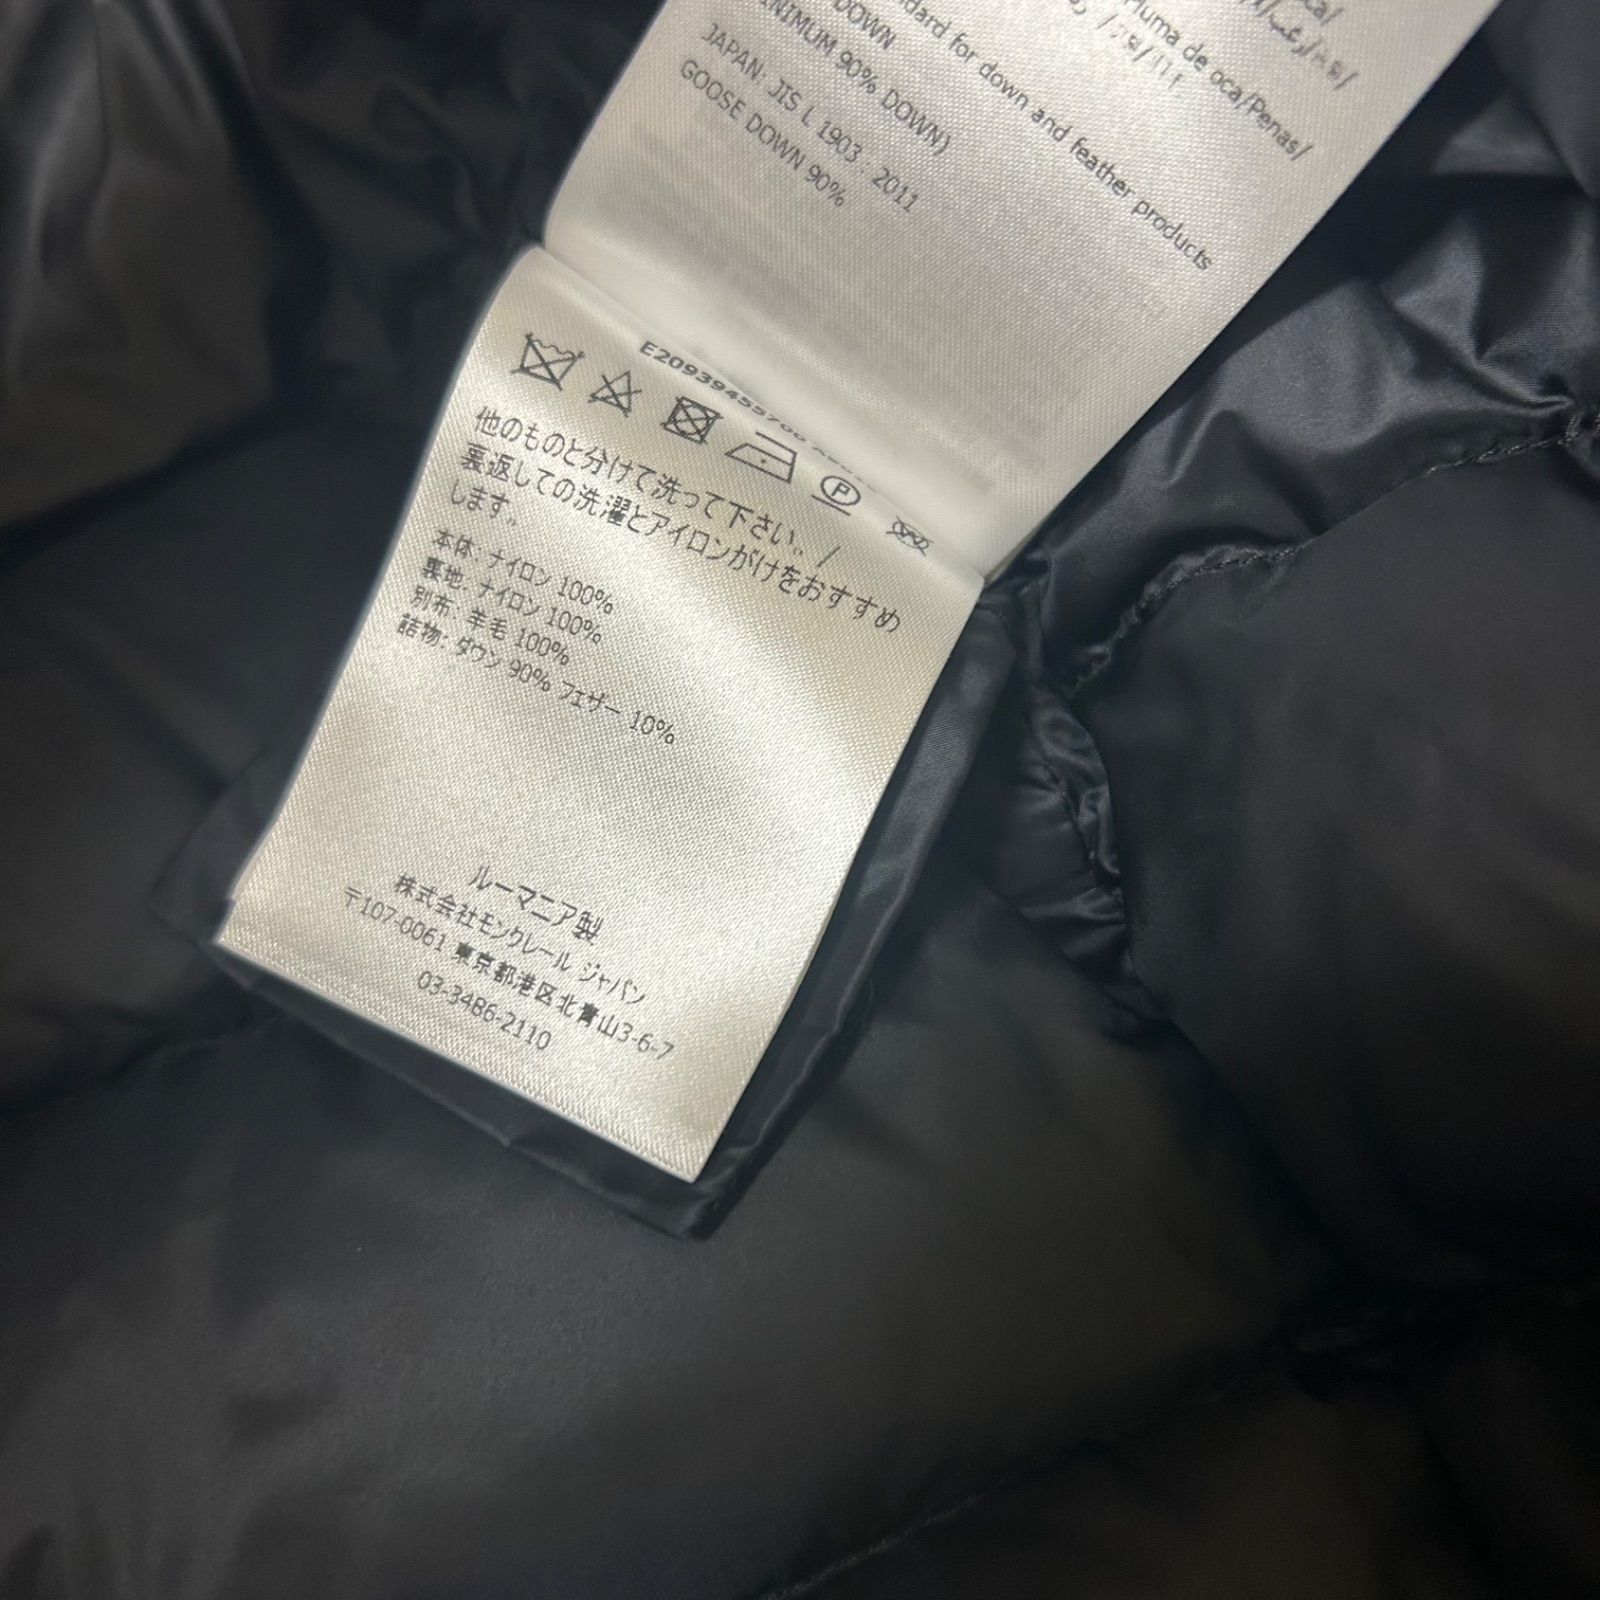 Pluma de oca/Penas/
standard for down and feather products
DOWN
MINIMUM 90% DOWN)
JAPAN: JIS L 1903 : 2011
GOOSE DOWN 90%
他のものと分けて洗って下さい。/
裏返しての洗濯とアイロンがけをおすすめ
します。
本体: ナイロン 100%
裏地: ナイロン 100%
別布: 羊毛 100%
詰物: ダウン 90% フェザー 10%
ルーマニア製
株式会社モンクレール ジャパン
〒107-0061 東京都港区北青山3-6-7
03-3486-2110